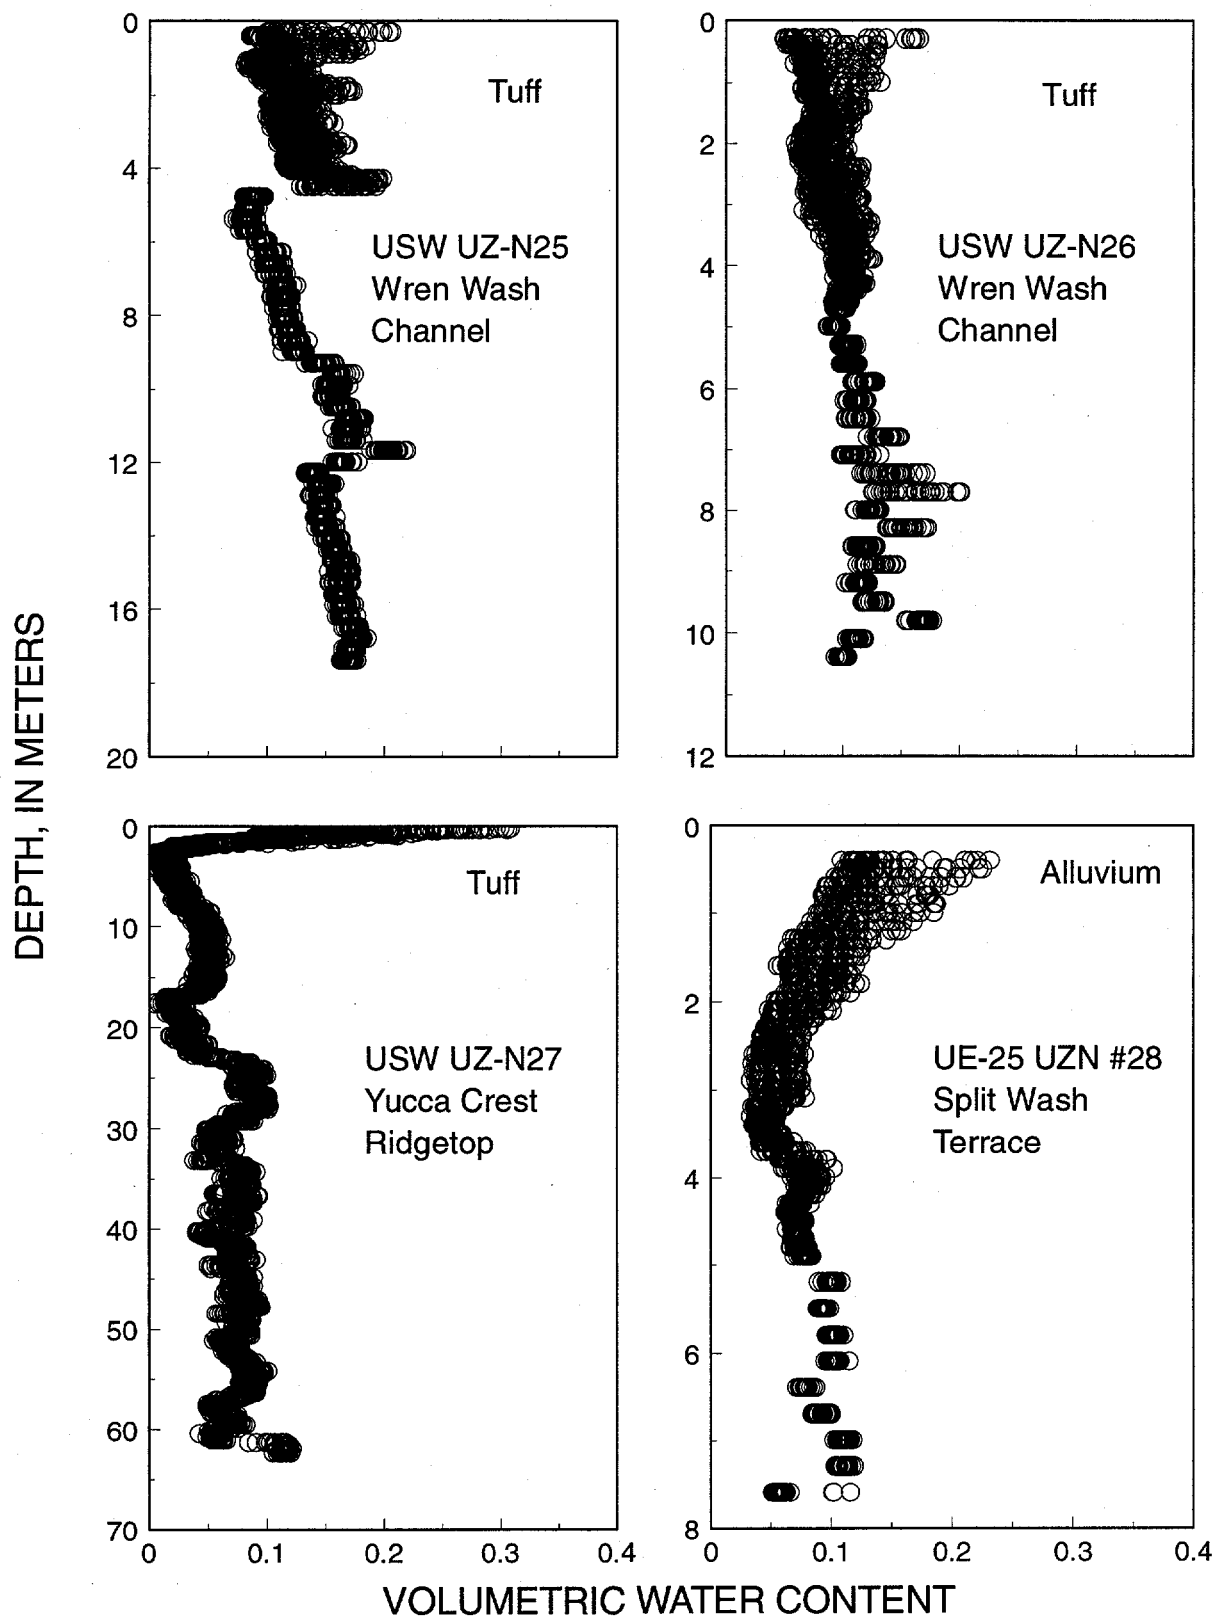 0
4
8
12
16
20
Tuff
USW UZ-N25
Wren Wash
Channel
0
2
4
6
8
10
12
Tuff
USW UZ-N26
Wren Wash
Channel
DEPTH, IN METERS
0
10
20
30
40
50
60
70
Tuff
USW UZ-N27
Yucca Crest
Ridgetop
0 0.1 0.2 0.3 0.4
0
2
4
6
8
Alluvium
UE-25 UZN #28
Split Wash
Terrace
0 0.1 0.2 0.3 0.4
VOLUMETRIC WATER CONTENT